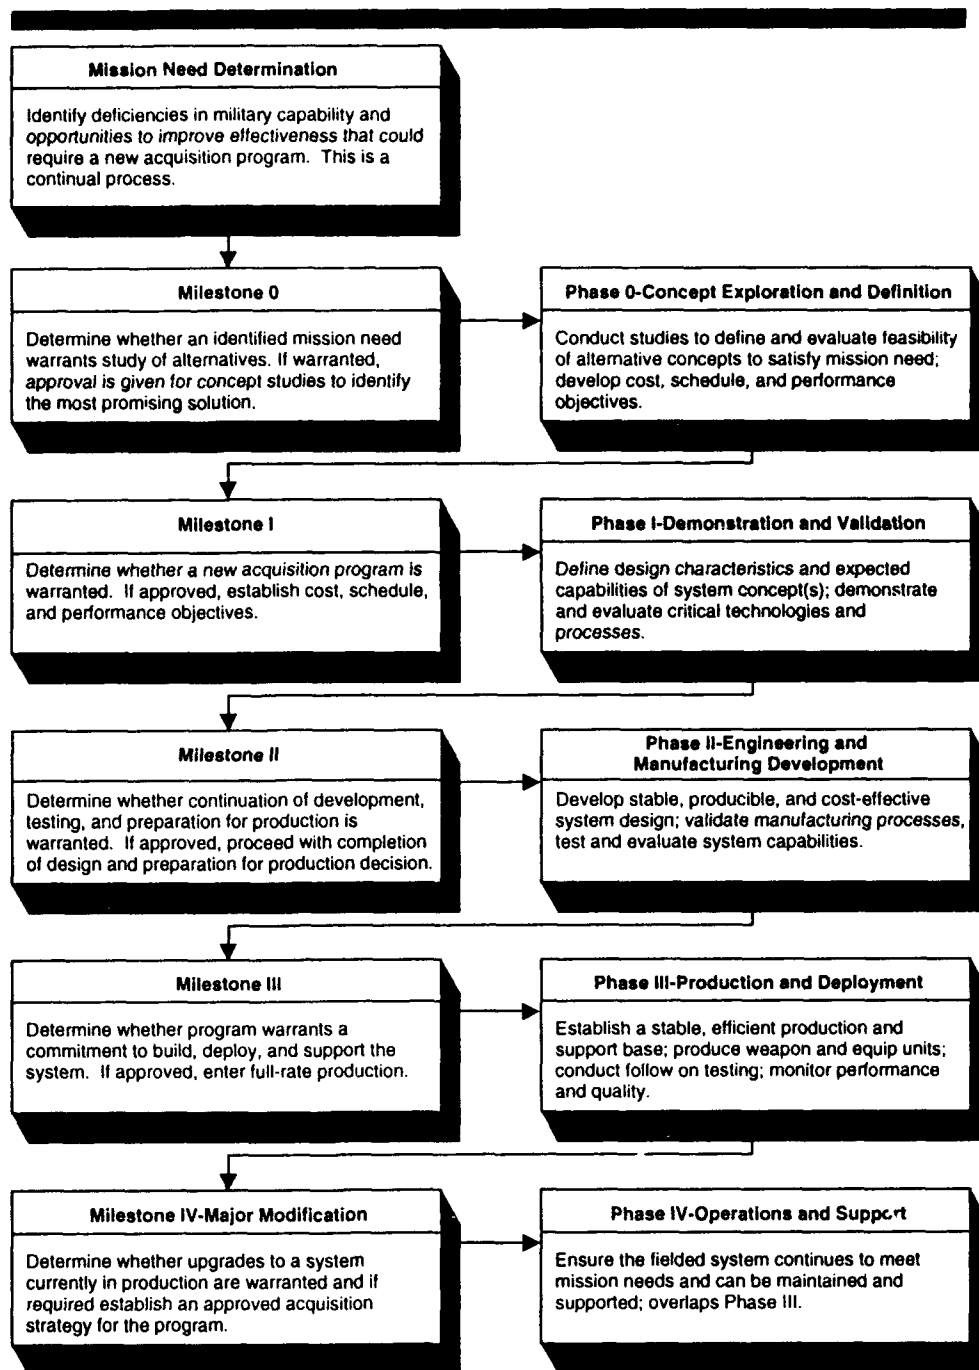 Mission Need Determination
Identify deficiencies in military capability and
opportunities to improve effectiveness that could
require a new acquisition program. This is a
continual process.
Milestone 0
Determine whether an identified mission need
warrants study of alternatives. If warranted,
approval is given for concept studies to identify
the most promising solution.
Phase 0-Concept Exploration and Definition
Conduct studies to define and evaluate feasibility
of alternative concepts to satisfy mission need;
develop cost, schedule, and performance
objectives.
Milestone I
Determine whether a new acquisition program is
warranted. If approved, establish cost, schedule,
and performance objectives.
Phase I-Demonstration and Validation
Define design characteristics and expected
capabilities of system concept(s); demonstrate
and evaluate critical technologies and
processes.
Milestone II
Determine whether continuation of development,
testing, and preparation for production is
warranted. If approved, proceed with completion
of design and preparation for production decision.
Phase II-Engineering and
Manufacturing Development
Develop stable, producible, and cost-effective
system design; validate manufacturing processes,
test and evaluate system capabilities.
Milestone III
Determine whether program warrants a
commitment to build, deploy, and support the
system. If approved, enter full-rate production.
Phase III-Production and Deployment
Establish a stable, efficient production and
support base; produce weapon and equip units;
conduct follow on testing; monitor performance
and quality.
Milestone IV-Major Modification
Determine whether upgrades to a system
currently in production are warranted and if
required establish an approved acquisition
strategy for the program.
Phase IV-Operations and Support
Ensure the fielded system continues to meet
mission needs and can be maintained and
supported; overlaps Phase III.